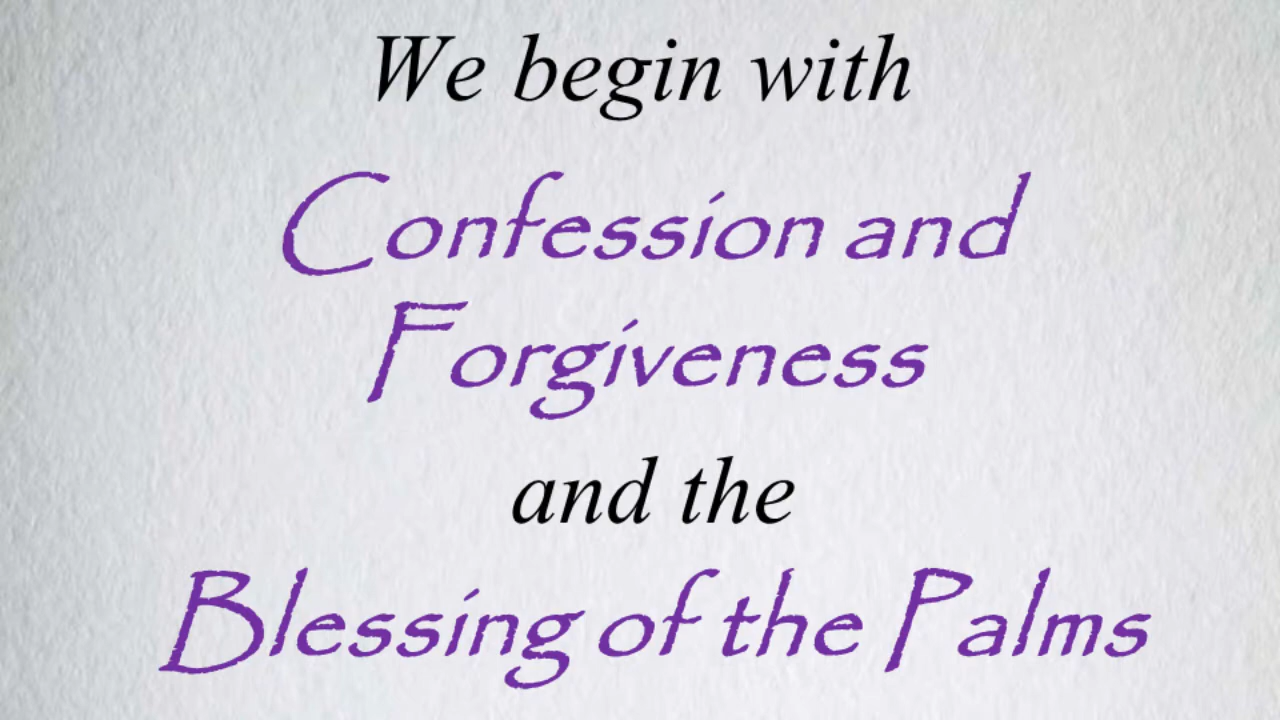 We begin with
Confession and
Forgiveness
and the
Blessing of the Palms